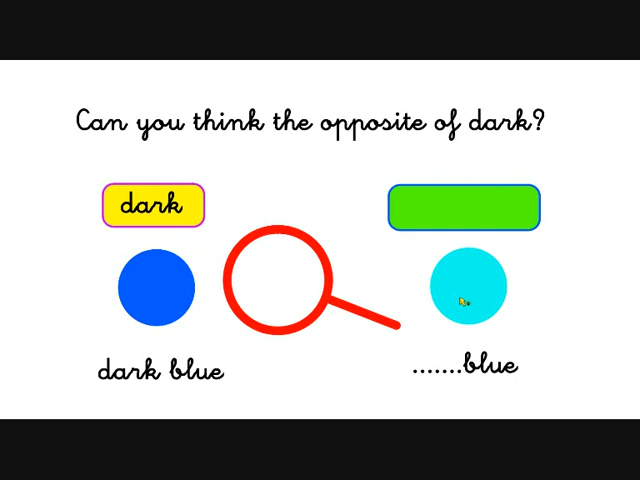 Can you think the opposite of dark?
dark
dark blue
.......blue